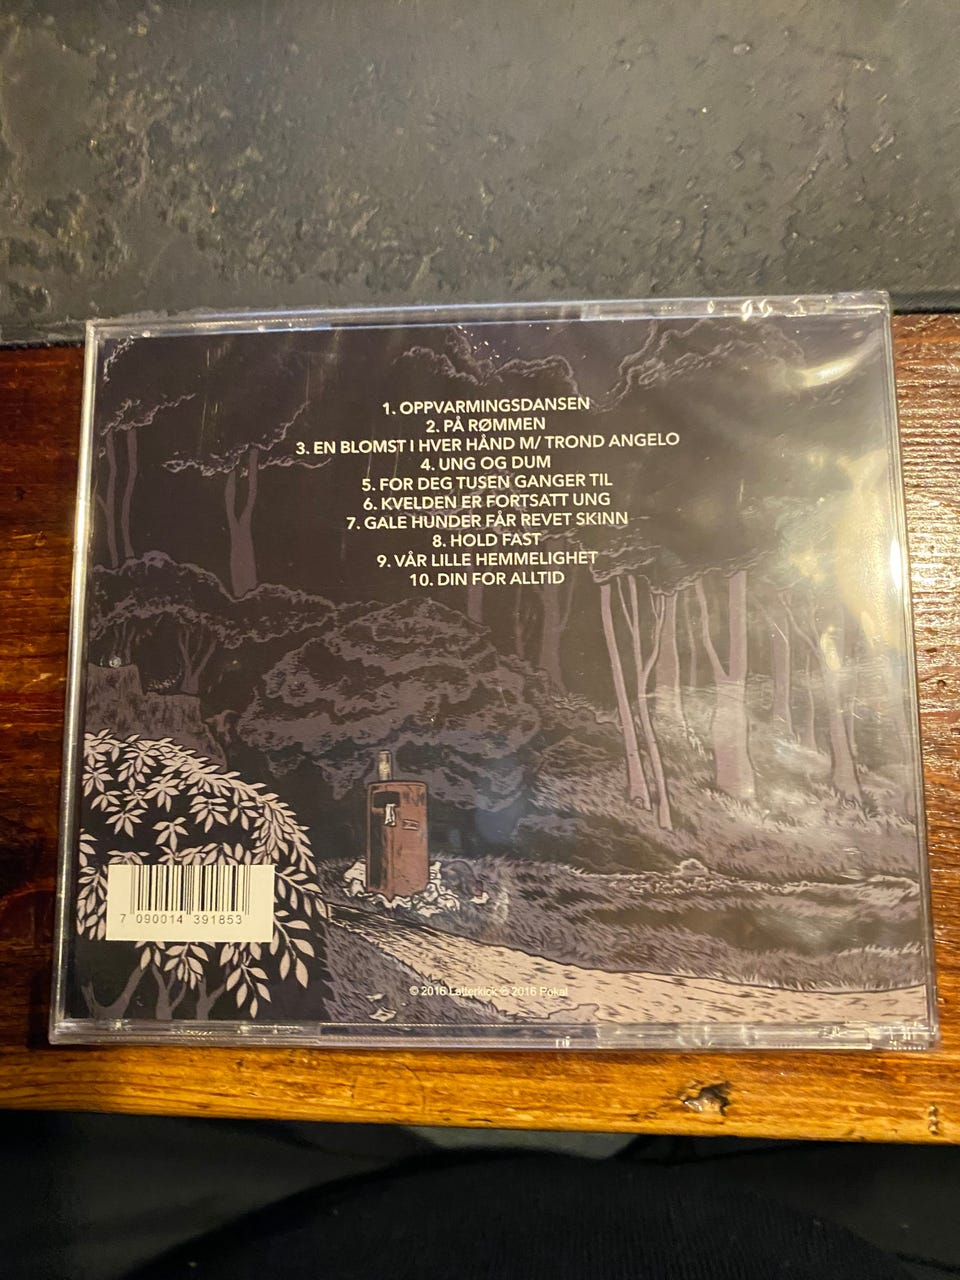 1. OPPVARMINGSDANSEN
2. PÅ RØMMEN
3. EN BLOMST I HVER HÅND M/ TROND ANGELO
4. UNG OG DUM
5. FOR DEG TUSEN GANGER TIL
6. KVELDEN ER FORTSATT UNG
7. GALE HUNDER FÅR REVET SKINN
8. HOLD FAST
9. VÅR LILLE HEMMELIGHET
10. DIN FOR ALLTID
7 090014 391853
© 2016 Latterkick ℗ 2016 Pokal